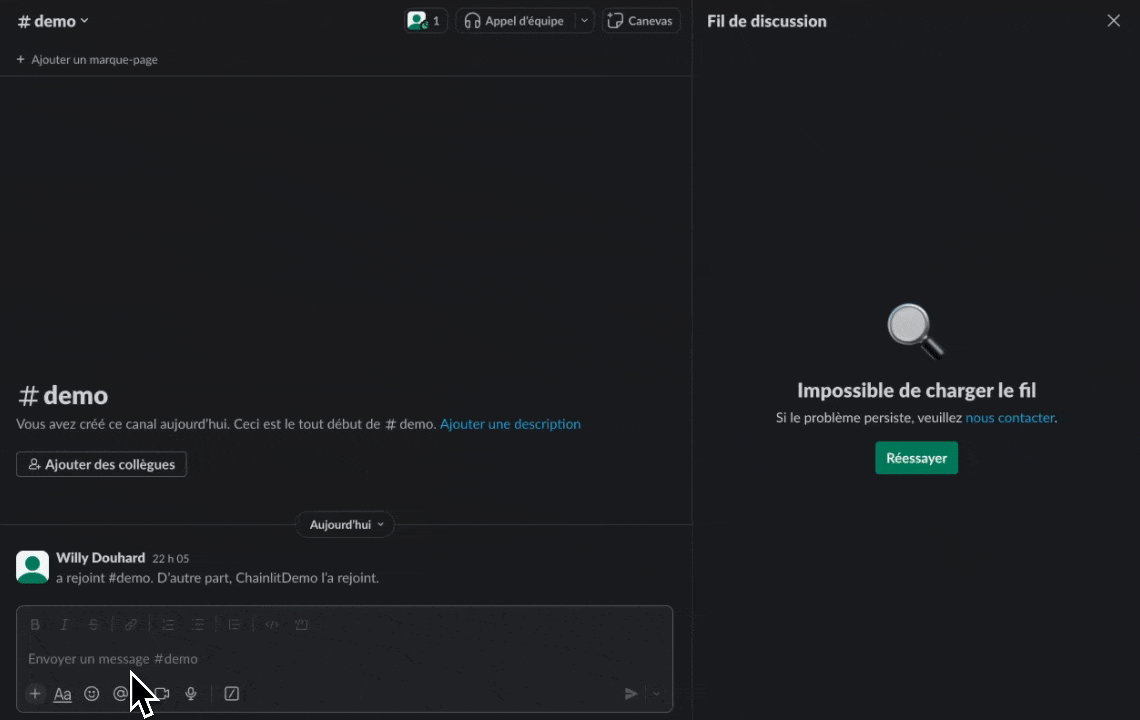 # demo
1
Appel d'équipe
Canevas
Fil de discussion
+ Ajouter un marque-page
# demo
Vous avez créé ce canal aujourd'hui. Ceci est le tout début de # demo. Ajouter une description
Ajouter des collègues
Aujourd'hui
Willy Douhard 22 h 05
a rejoint #demo. D'autre part, ChainlitDemo l'a rejoint.
B I S
Envoyer un message #demo
+ Aa @
Impossible de charger le fil
Si le problème persiste, veuillez nous contacter.
Réessayer